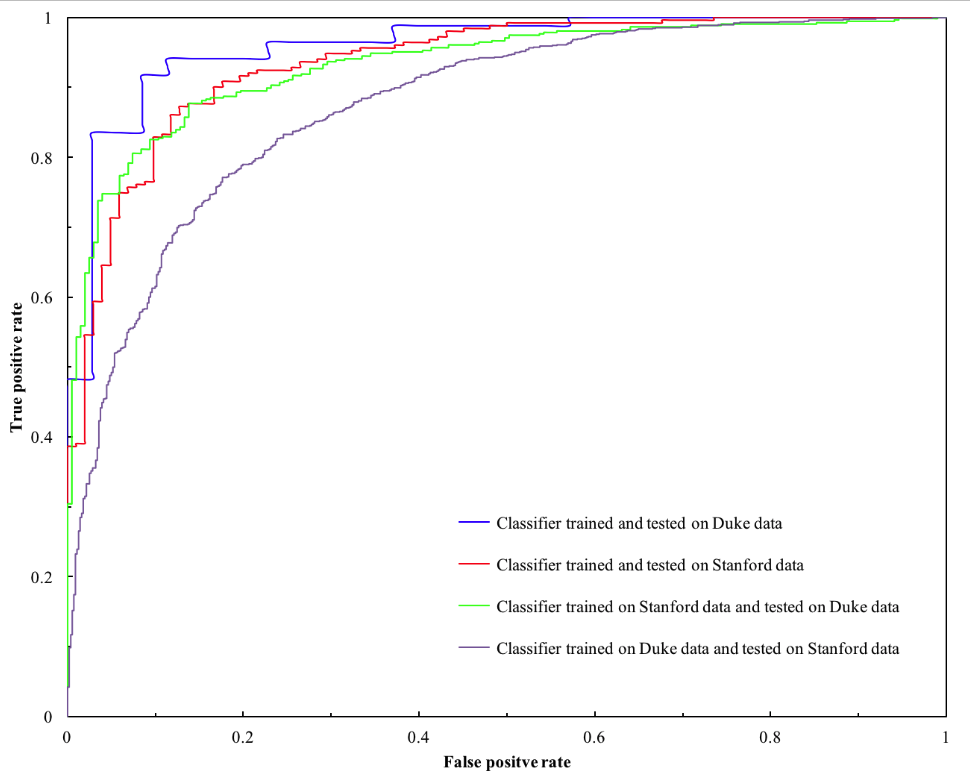 1
0.8
0.6
0.4
0.2
0
True positive rate
Classifier trained and tested on Duke data
Classifier trained and tested on Stanford data
Classifier trained on Stanford data and tested on Duke data
Classifier trained on Duke data and tested on Stanford data
0 0.2 0.4 0.6 0.8 1
False positve rate